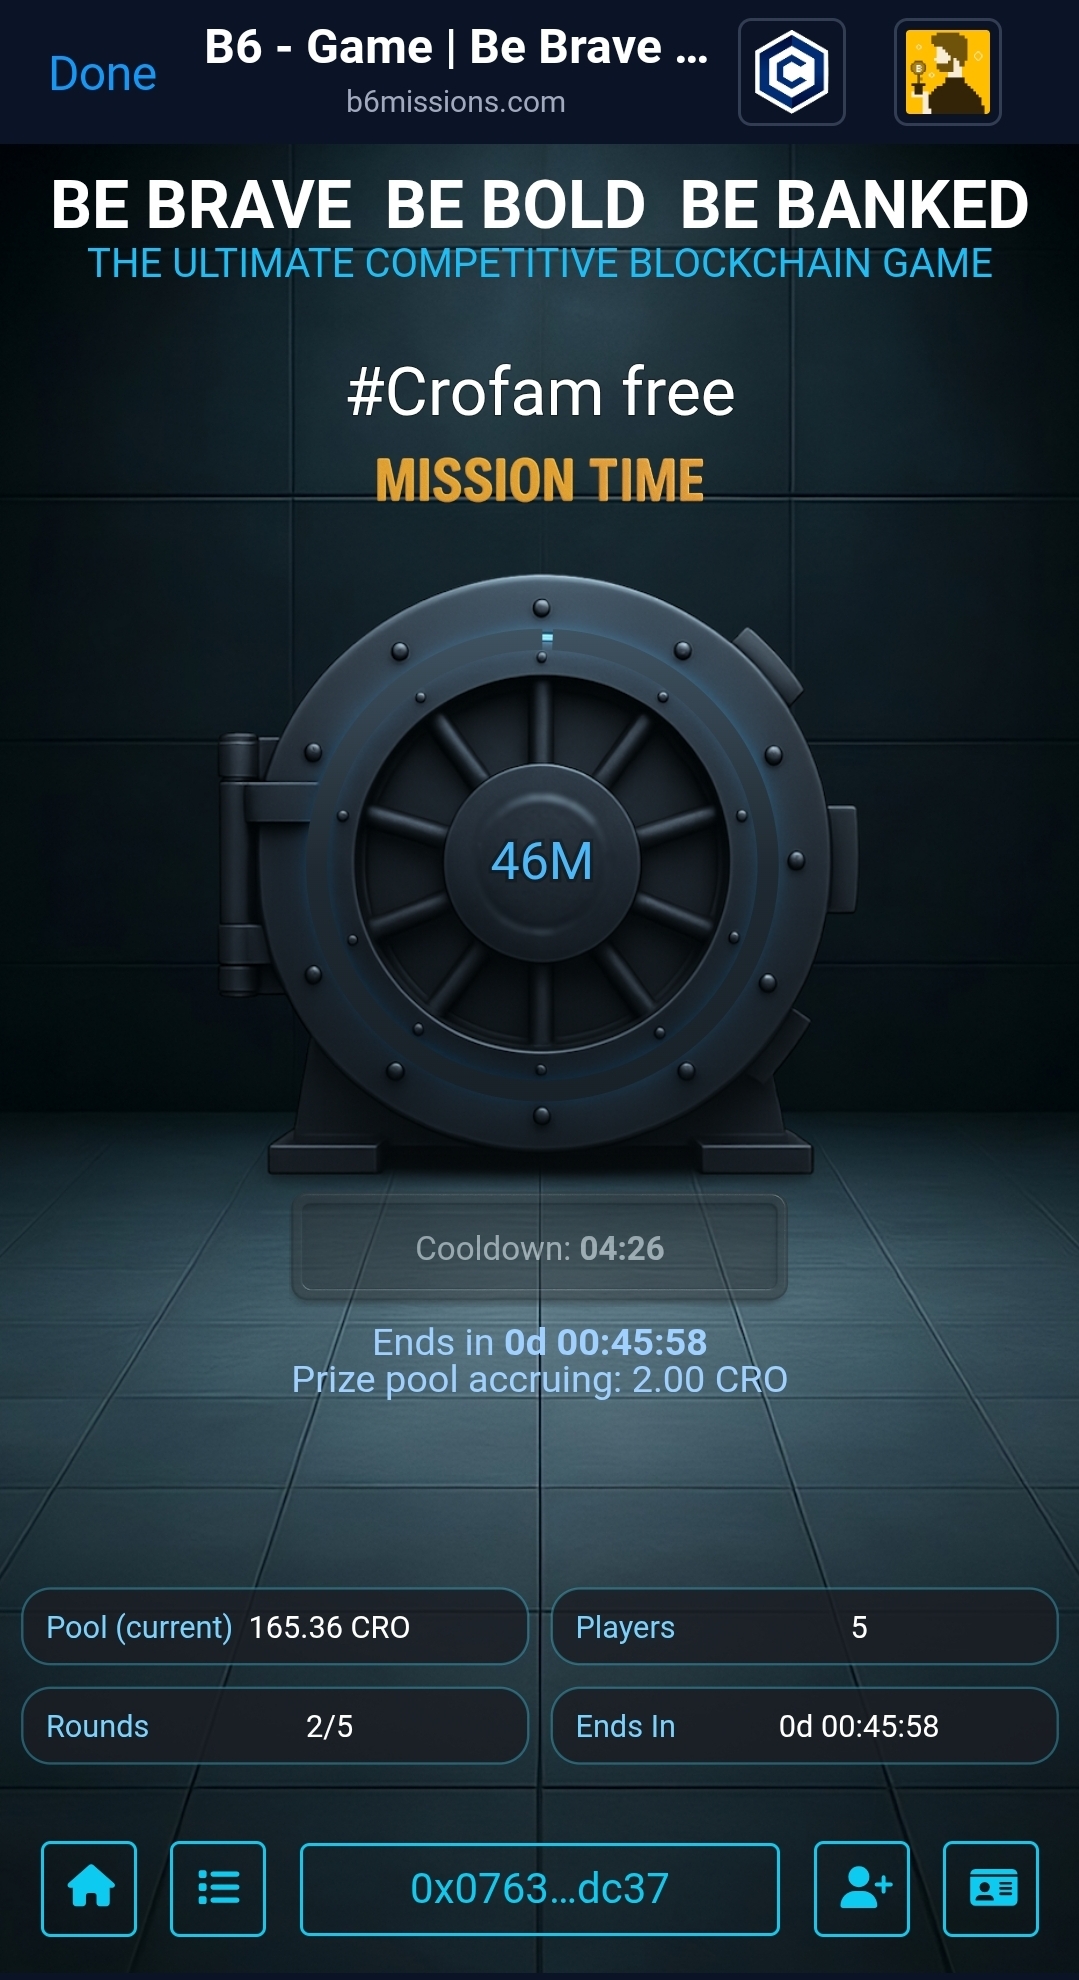 Done
B6 - Game | Be Brave ...
b6missions.com
BE BRAVE BE BOLD BE BANKED
THE ULTIMATE COMPETITIVE BLOCKCHAIN GAME
#Crofam free
MISSION TIME
46M
Cooldown: 04:26
Ends in 0d 00:45:58
Prize pool accruing: 2.00 CRO
Pool (current) 165.36 CRO
Players 5
Rounds 2/5
Ends In 0d 00:45:58
0x0763...dc37